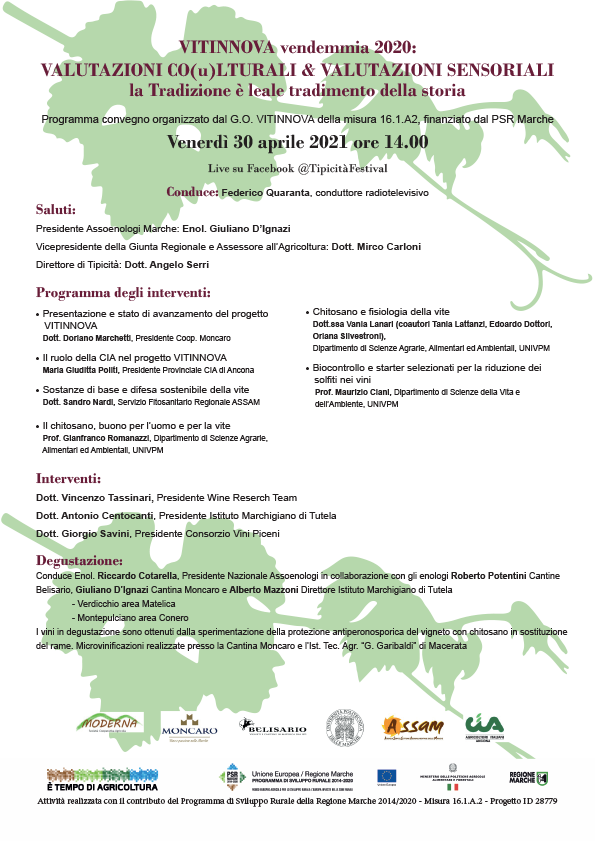 VITINNOVA vendemmia 2020:
VALUTAZIONI CO(u)LTURALI & VALUTAZIONI SENSORIALI
la Tradizione è leale tradimento della storia
Programma convegno organizzato dal G.O. VITINNOVA della misura 16.1.A2, finanziato dal PSR Marche
Venerdì 30 aprile 2021 ore 14.00
Live su Facebook @TipicitàFestival
Conduce: Federico Quaranta, conduttore radiotelevisivo
Saluti:
Presidente Assoenologi Marche: Enol. Giuliano D'Ignazi
Vicepresidente della Giunta Regionale e Assessore all'Agricoltura: Dott. Mirco Carloni
Direttore di Tipicità: Dott. Angelo Serri
Programma degli interventi:
• Presentazione e stato di avanzamento del progetto
VITINNOVA
Dott. Doriano Marchetti, Presidente Coop. Moncaro
• Il ruolo della CIA nel progetto VITINNOVA
Maria Giuditta Politi, Presidente Provinciale CIA di Ancona
• Sostanze di base e difesa sostenibile della vite
Dott. Sandro Nardi, Servizio Fitosanitario Regionale ASSAM
• Il chitosano, buono per l'uomo e per la vite
Prof. Gianfranco Romanazzi, Dipartimento di Scienze Agrarie,
Alimentari ed Ambientali, UNIVPM
• Chitosano e fisiologia della vite
Dott.ssa Vania Lanari (coautori Tania Lattanzi, Edoardo Dottori,
Oriana Silvestroni),
Dipartimento di Scienze Agrarie, Alimentari ed Ambientali, UNIVPM
• Biocontrollo e starter selezionati per la riduzione dei
solfiti nei vini
Prof. Maurizio Ciani, Dipartimento di Scienze della Vita e
dell'Ambiente, UNIVPM
Interventi:
Dott. Vincenzo Tassinari, Presidente Wine Reserch Team
Dott. Antonio Centocanti, Presidente Istituto Marchigiano di Tutela
Dott. Giorgio Savini, Presidente Consorzio Vini Piceni
Degustazione:
Conduce Enol. Riccardo Cotarella, Presidente Nazionale Assoenologi in collaborazione con gli enologi Roberto Potentini Cantine
Belisario, Giuliano D'Ignazi Cantina Moncaro e Alberto Mazzoni Direttore Istituto Marchigiano di Tutela
- Verdicchio area Matelica
- Montepulciano area Conero
I vini in degustazione sono ottenuti dalla sperimentazione della protezione antiperonosporica del vigneto con chitosano in sostituzione
del rame. Microvinificazioni realizzate presso la Cantina Moncaro e l'Ist. Tec. Agr. "G. Garibaldi" di Macerata
MODERNA
MONCARO
BELISARIO
ASSAM
CIA
AGRICOLTORI ITALIANI
È TEMPO DI AGRICOLTURA
PSR
Unione Europea / Regione Marche
PROGRAMMA DI SVILUPPO RURALE 2014-2020
MINISTERO DELLE POLITICHE AGRICOLE
ALIMENTARI E FORESTALI
REGIONE
MARCHE
Attività realizzata con il contributo del Programma di Sviluppo Rurale della Regione Marche 2014/2020 - Misura 16.1.A.2 - Progetto ID 28779